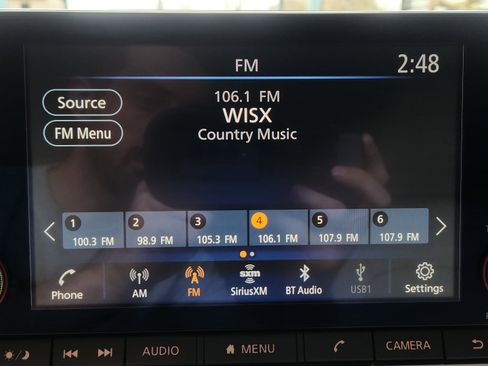 FM
2:48
Source
106.1 FM
WISX
FM Menu
Country Music
1 2 3 4 5 6
100.3 FM 98.9 FM 105.3 FM 106.1 FM 107.9 FM 107.9 FM
sxm
Phone AM FM SiriusXM BT Audio USB1 Settings
AUDIO MENU CAMERA